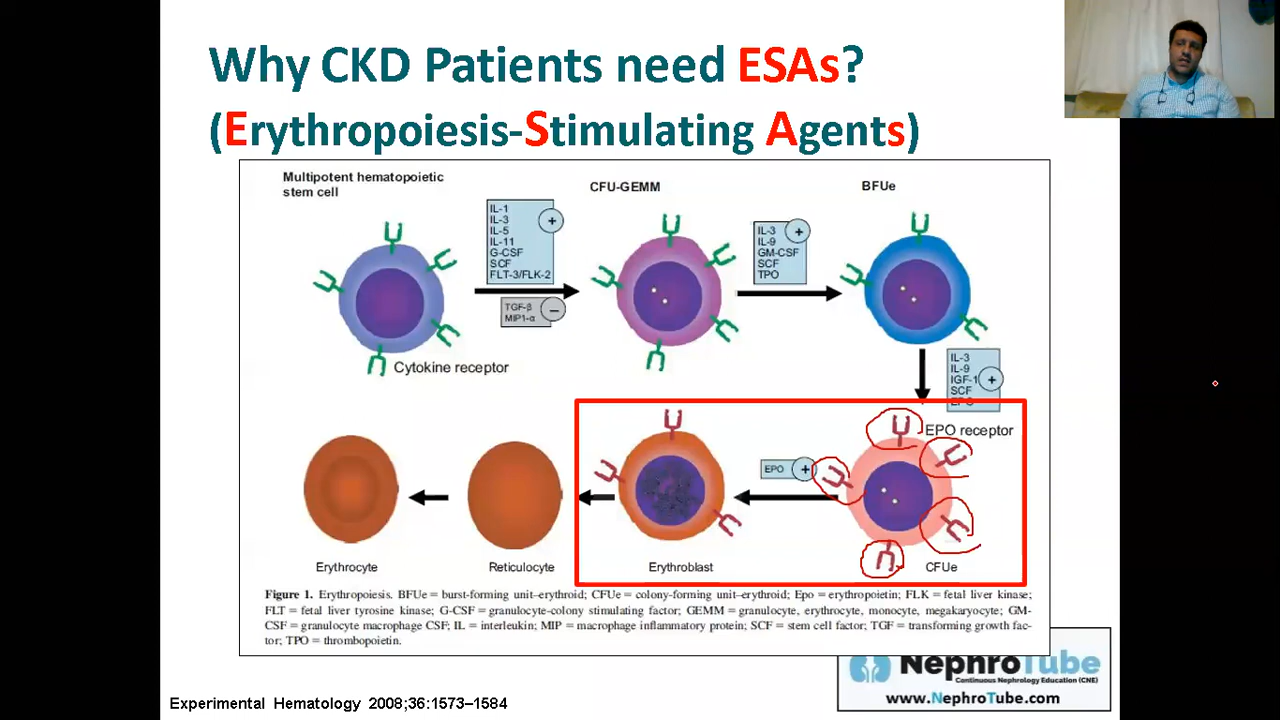 Why CKD Patients need ESAs?
(Erythropoiesis-Stimulating Agents)
Multipotent hematopoietic
stem cell
CFU-GEMM
BFUe
IL-1
IL-3
IL-5
IL-11
G-CSF
SCF
FLT-3/FLK-2
+
TGF-β
MIP1-α
−
IL-3
IL-9
GM-CSF
SCF
TPO
+
Cytokine receptor
IL-3
IL-9
IGF-1
SCF
EPO
+
EPO receptor
EPO
+
Erythrocyte
Reticulocyte
Erythroblast
CFUe
Figure 1. Erythropoiesis. BFUe = burst-forming unit–erythroid; CFUe = colony-forming unit–erythroid; Epo = erythropoietin; FLK = fetal liver kinase;
FLT = fetal liver tyrosine kinase; G-CSF = granulocyte-colony stimulating factor; GEMM = granulocyte, erythrocyte, monocyte, megakaryocyte; GM-
CSF = granulocyte macrophage CSF; IL = interleukin; MIP = macrophage inflammatory protein; SCF = stem cell factor; TGF = transforming growth fac-
tor; TPO = thrombopoietin.
NephroTube
Continuous Nephrology Education (CNE)
www.NephroTube.com
Experimental Hematology 2008;36:1573–1584